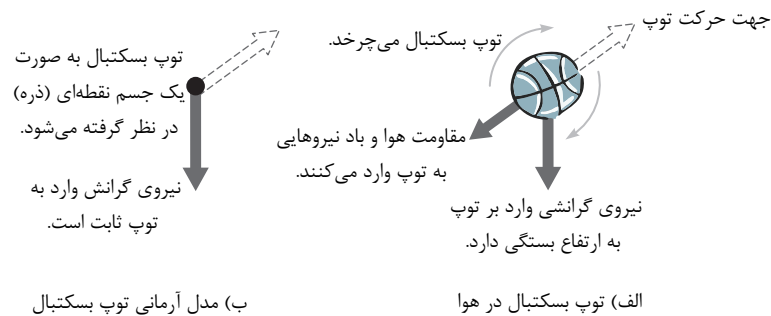 جهت حرکت توپ
توپ بسکتبال می‌چرخد.
مقاومت هوا و باد نیروهایی
به توپ وارد می‌کنند.
نیروی گرانشی وارد بر توپ
به ارتفاع بستگی دارد.
الف) توپ بسکتبال در هوا
توپ بسکتبال به صورت
یک جسم نقطه‌ای (ذره)
در نظر گرفته می‌شود.
نیروی گرانش وارد به
توپ ثابت است.
ب) مدل آرمانی توپ بسکتبال